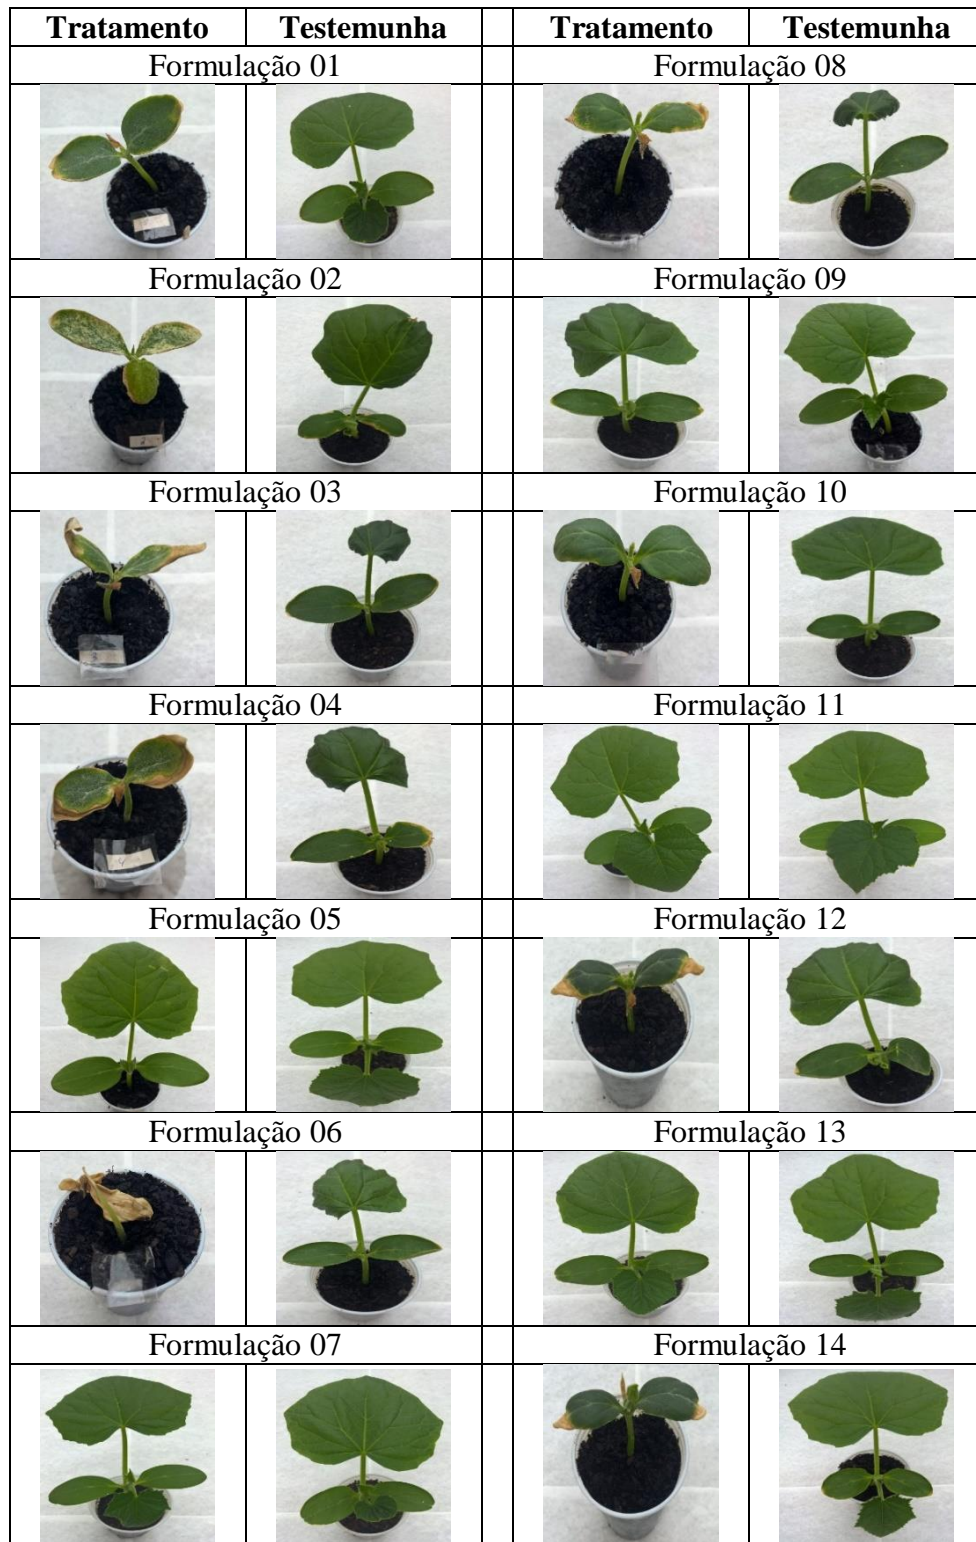 Tratamento Testemunha Tratamento Testemunha
Formulação 01 Formulação 08
Formulação 02 Formulação 09
Formulação 03 Formulação 10
Formulação 04 Formulação 11
Formulação 05 Formulação 12
Formulação 06 Formulação 13
Formulação 07 Formulação 14